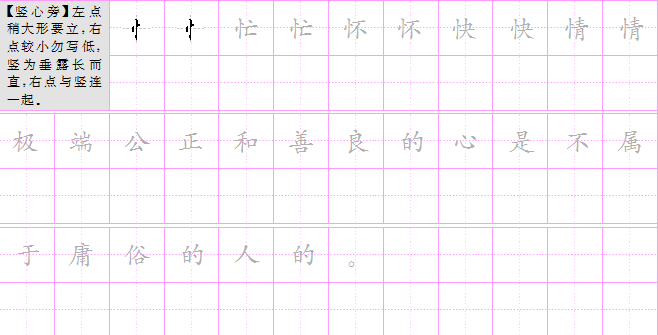 【竖心旁】左点
稍大形要立,右
点较小勿写低,
竖为垂露长而
直,右点与竖连
一起。
忄忄忙忙怀怀快快情情
极端公正和善良的心是不属
于庸俗的人的。